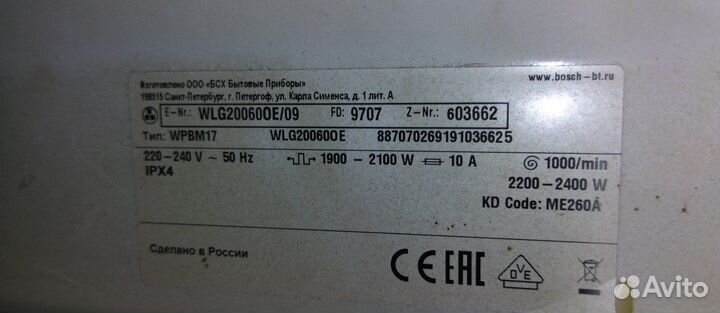 Изготовлено ООО «БСХ Бытовые Приборы» www.bosch-bt.ru
198515 Санкт-Петербург, г. Петергоф, ул. Карла Сименса, д. 1 лит. А
E-Nr.: WLG20060OE/09 FD: 9707 Z-Nr.: 603662
Тип: WPBM17 WLG20060OE 887070269191036625
220-240 V ~ 50 Hz 1900 - 2100 W 10 A 1000/min
IPX4 2200 - 2400 W
KD Code: ME260A
Сделано в России
CE EAC DVE
Avito